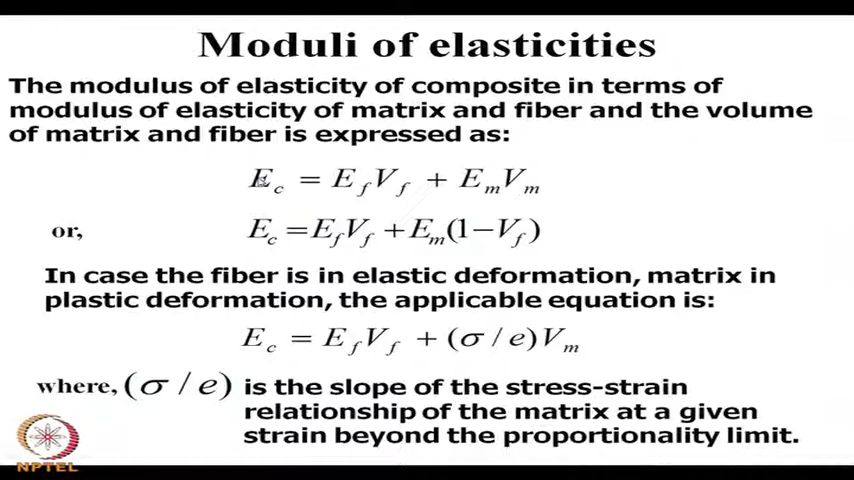 Moduli of elasticities
The modulus of elasticity of composite in terms of
modulus of elasticity of matrix and fiber and the volume
of matrix and fiber is expressed as:
E_c = E_f V_f + E_m V_m
or, E_c = E_f V_f + E_m (1 − V_f)
In case the fiber is in elastic deformation, matrix in
plastic deformation, the applicable equation is:
E_c = E_f V_f + (σ / e) V_m
where, (σ / e) is the slope of the stress-strain
relationship of the matrix at a given
strain beyond the proportionality limit.
NPTEL